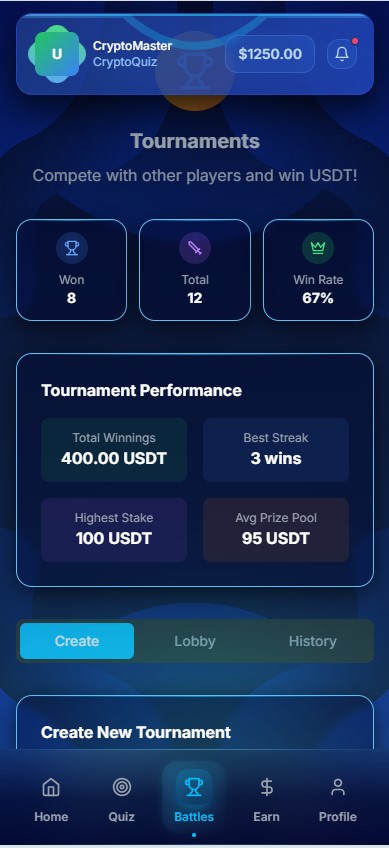 U
CryptoMaster
CryptoQuiz
$1250.00
Tournaments
Compete with other players and win USDT!
Won
8
Total
12
Win Rate
67%
Tournament Performance
Total Winnings
400.00 USDT
Best Streak
3 wins
Highest Stake
100 USDT
Avg Prize Pool
95 USDT
Create
Lobby
History
Create New Tournament
Home
Quiz
Battles
Earn
Profile